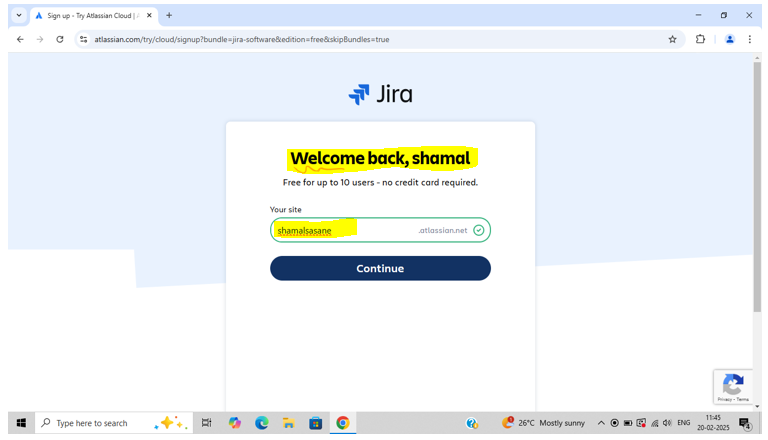 Sign up - Try Atlassian Cloud | A
atlassian.com/try/cloud/signup?bundle=jira-software&edition=free&skipBundles=true
Jira
Welcome back, shamal
Free for up to 10 users - no credit card required.
Your site
shamalsasane .atlassian.net
Continue
Privacy - Terms
Type here to search
26°C Mostly sunny
ENG
11:45
20-02-2025
4